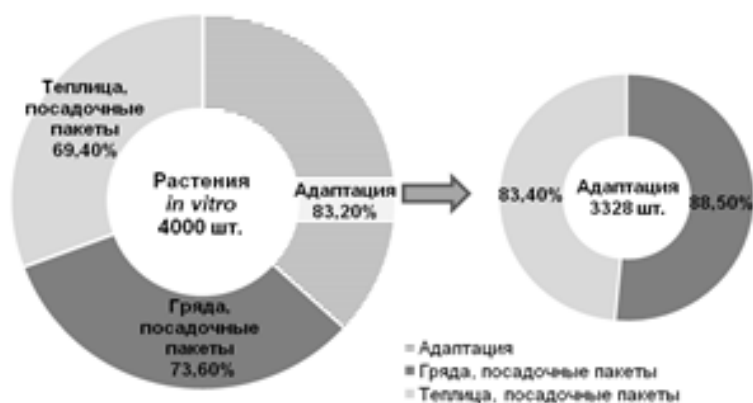 Теплица,
посадочные
пакеты
69,40%
Растения
in vitro
4000 шт.
Адаптация
83,20%
Гряда,
посадочные
пакеты
73,60%
83,40%
Адаптация
3328 шт.
88,50%
Адаптация
Гряда, посадочные пакеты
Теплица, посадочные пакеты